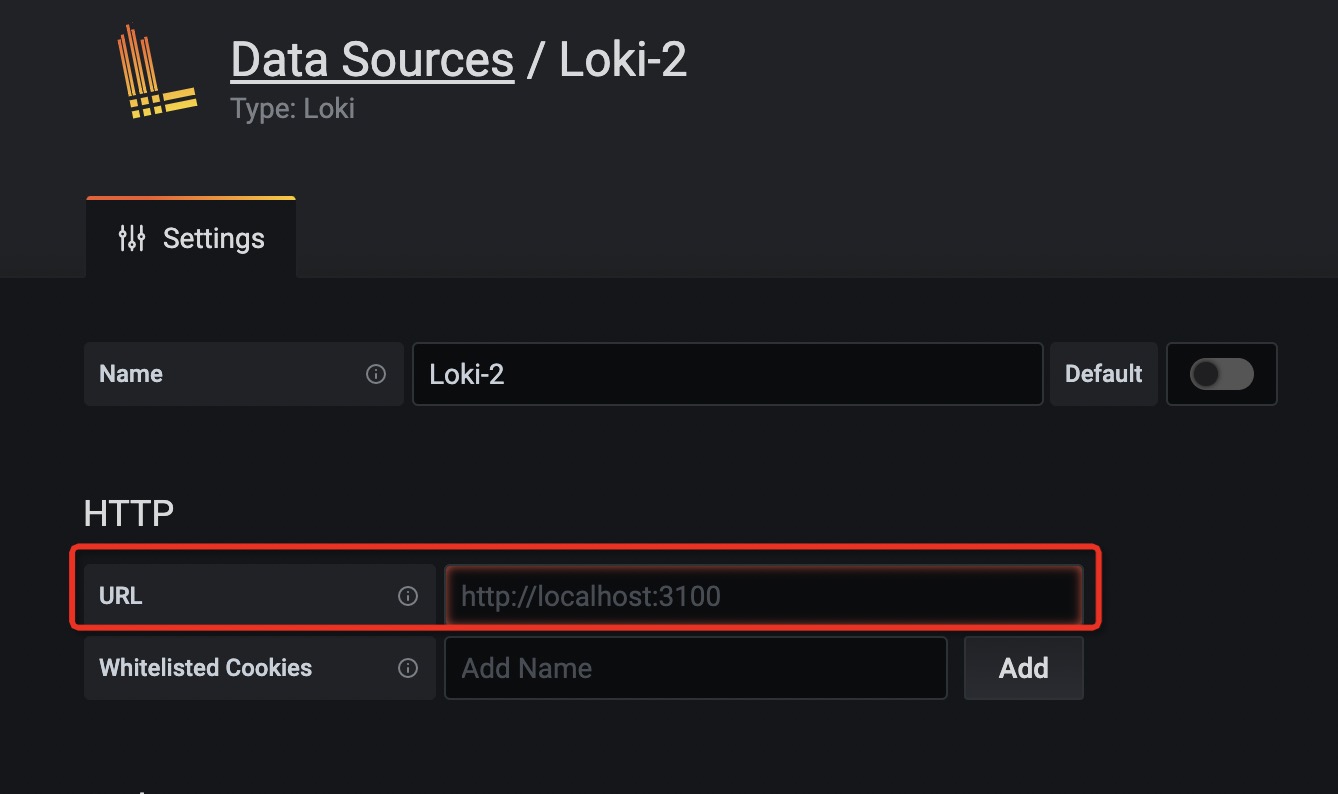 Data Sources / Loki-2
Type: Loki
Settings
Name
Loki-2
Default
HTTP
URL
http://localhost:3100
Whitelisted Cookies
Add Name
Add